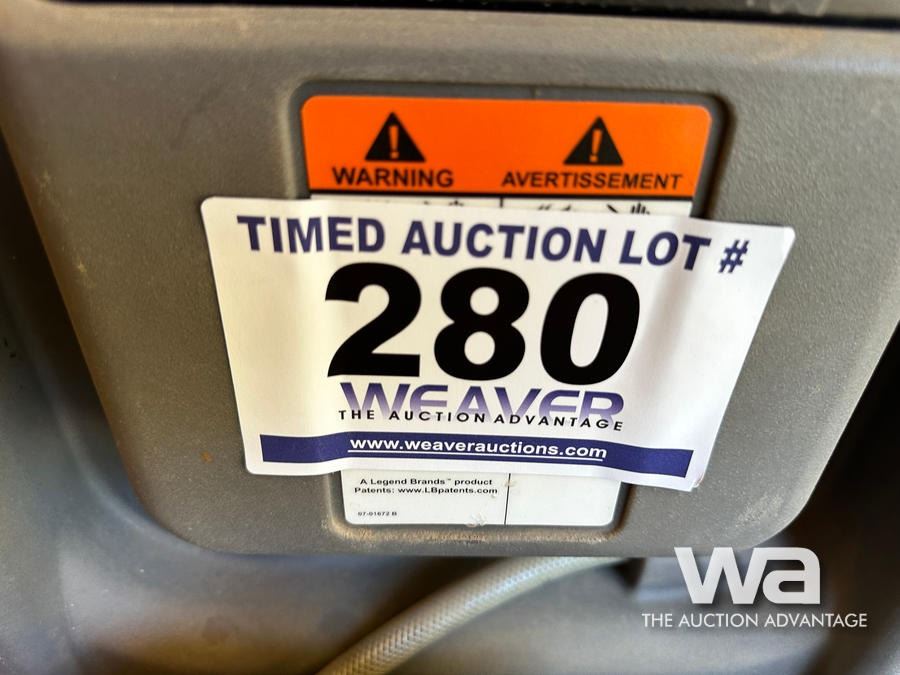 WARNING AVERTISSEMENT
TIMED AUCTION LOT #
280
WEAVER
THE AUCTION ADVANTAGE
www.weaverauctions.com
A Legend Brands™ product
Patents: www.LBpatents.com
07-01672 B
wa
THE AUCTION ADVANTAGE